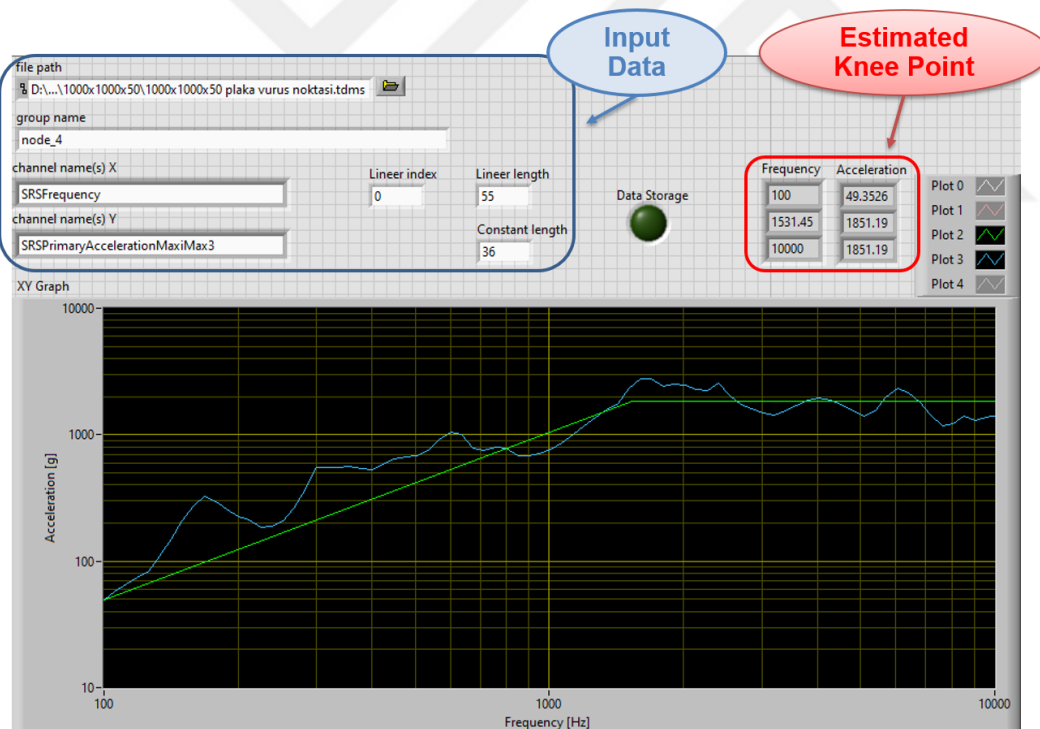 Input
Data
Estimated
Knee Point
file path
D:\...\1000x1000x50\1000x1000x50 plaka vurus noktasi.tdms
group name
node_4
channel name(s) X
SRSFrequency
channel name(s) Y
SRSPrimaryAccelerationMaxiMax3
Lineer index
0
Lineer length
55
Constant length
36
Data Storage
Frequency Acceleration
100 49.3526
1531.45 1851.19
10000 1851.19
Plot 0
Plot 1
Plot 2
Plot 3
Plot 4
XY Graph
10000
1000
100
10
Acceleration [g]
100 1000 10000
Frequency [Hz]